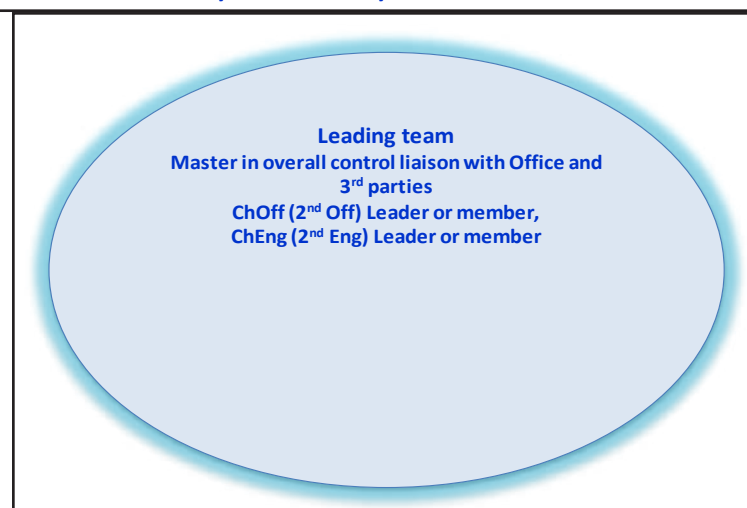 Leading team
Master in overall control liaison with Office and
3rd parties
ChOff (2nd Off) Leader or member,
ChEng (2nd Eng) Leader or member